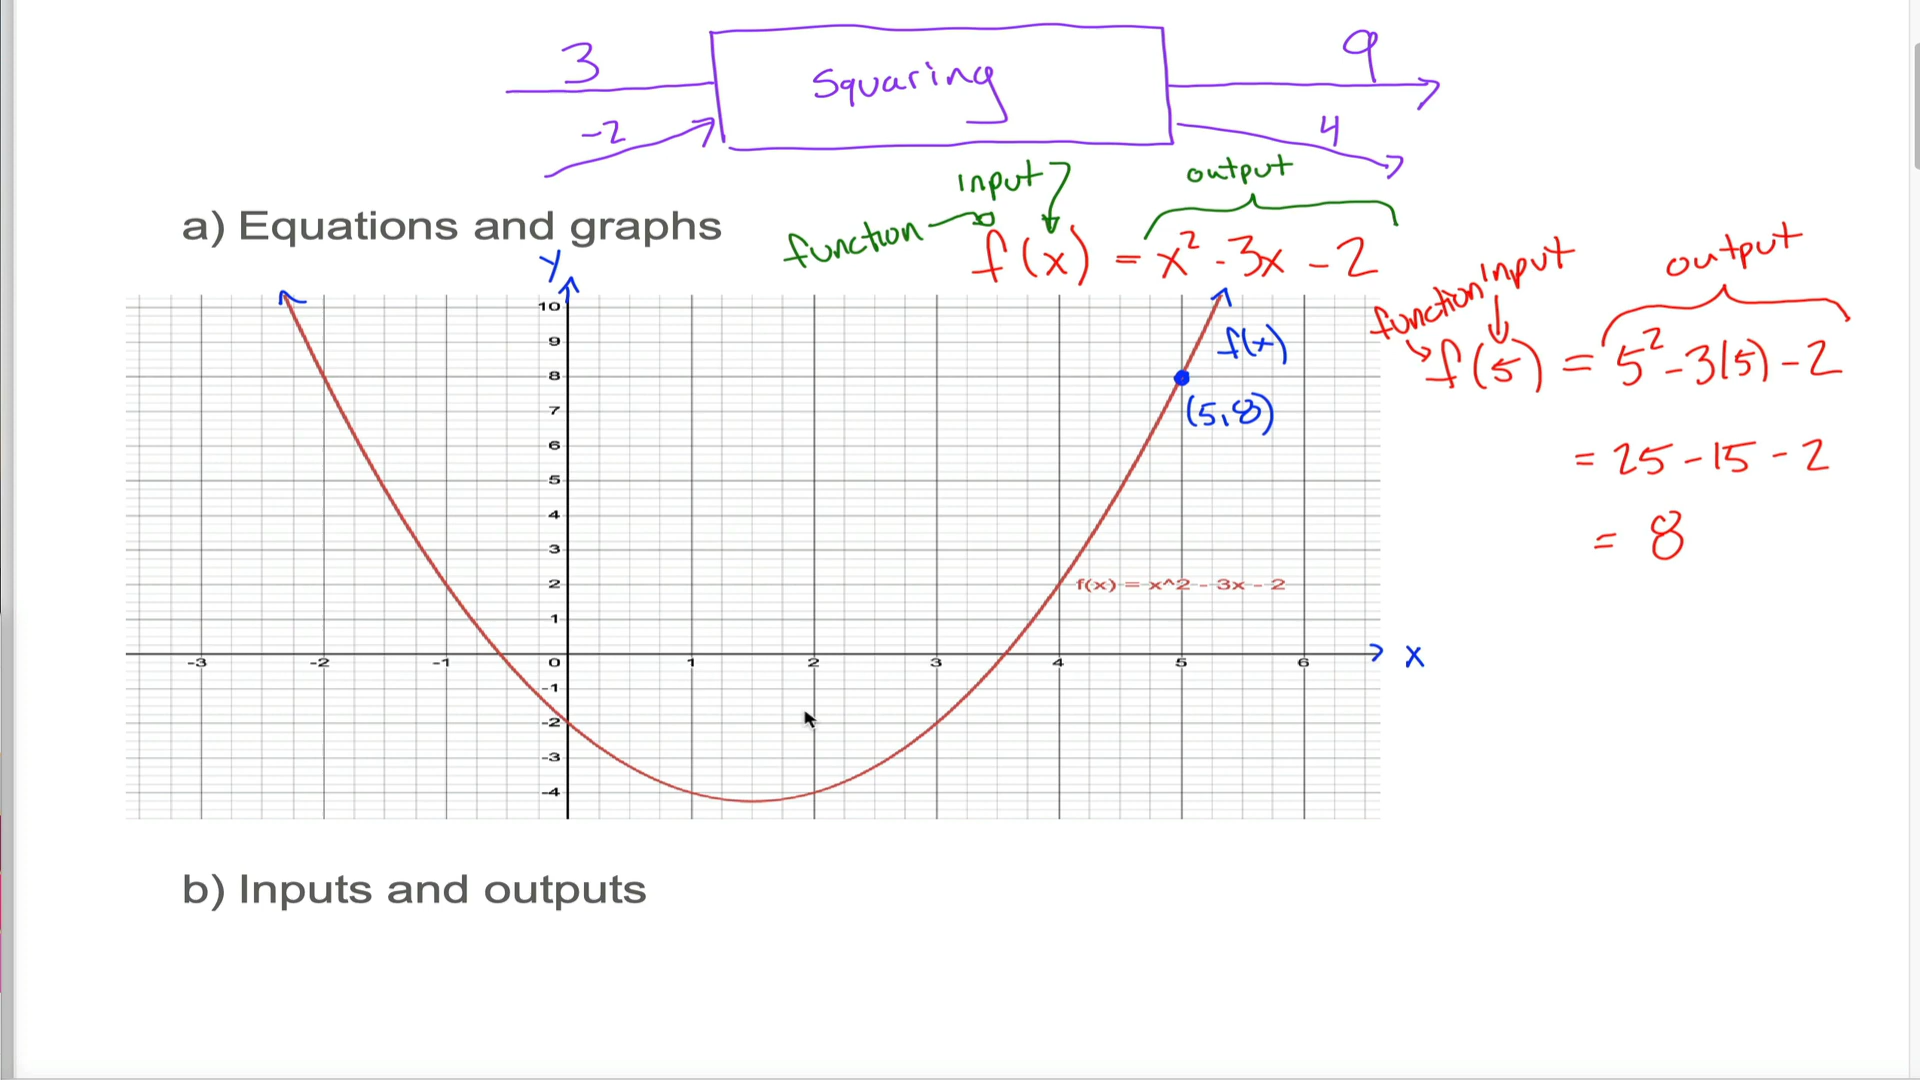 3
Squaring
9
-2
4
input
output
function
a) Equations and graphs
f(x) = x² - 3x - 2
y
function
input
output
f(5) = 5² - 3(5) - 2
= 25 - 15 - 2
= 8
f(x)
(5,8)
10
9
8
7
6
5
4
3
2
1
f(x) = x^2 - 3x - 2
-3 -2 -1 0 1 2 3 4 5 6
x
-1
-2
-3
-4
b) Inputs and outputs